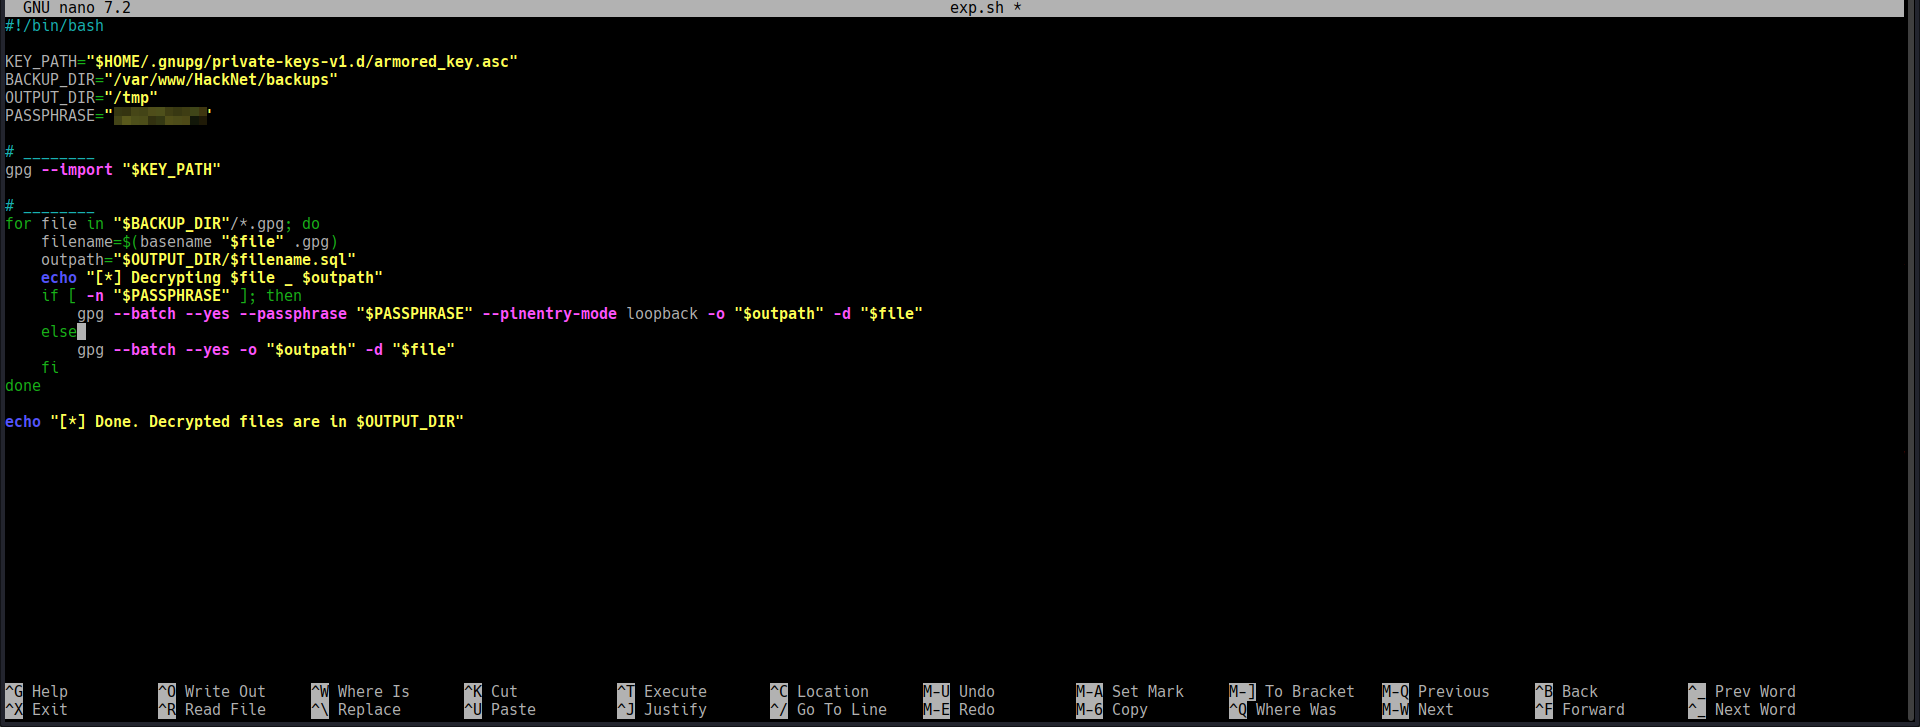 GNU nano 7.2 exp.sh *
#!/bin/bash
KEY_PATH="$HOME/.gnupg/private-keys-v1.d/armored_key.asc"
BACKUP_DIR="/var/www/HackNet/backups"
OUTPUT_DIR="/tmp"
PASSPHRASE="
# ________
gpg --import "$KEY_PATH"
# ________
for file in "$BACKUP_DIR"/*.gpg; do
    filename=$(basename "$file" .gpg)
    outpath="$OUTPUT_DIR/$filename.sql"
    echo "[*] Decrypting $file _ $outpath"
    if [ -n "$PASSPHRASE" ]; then
        gpg --batch --yes --passphrase "$PASSPHRASE" --pinentry-mode loopback -o "$outpath" -d "$file"
    else
        gpg --batch --yes -o "$outpath" -d "$file"
    fi
done
echo "[*] Done. Decrypted files are in $OUTPUT_DIR"
^G Help ^O Write Out ^W Where Is ^K Cut ^T Execute ^C Location M-U Undo M-A Set Mark M-] To Bracket M-Q Previous ^B Back ^_ Prev Word
^X Exit ^R Read File ^\ Replace ^U Paste ^J Justify ^/ Go To Line M-E Redo M-6 Copy ^Q Where Was M-W Next ^F Forward ^_ Next Word